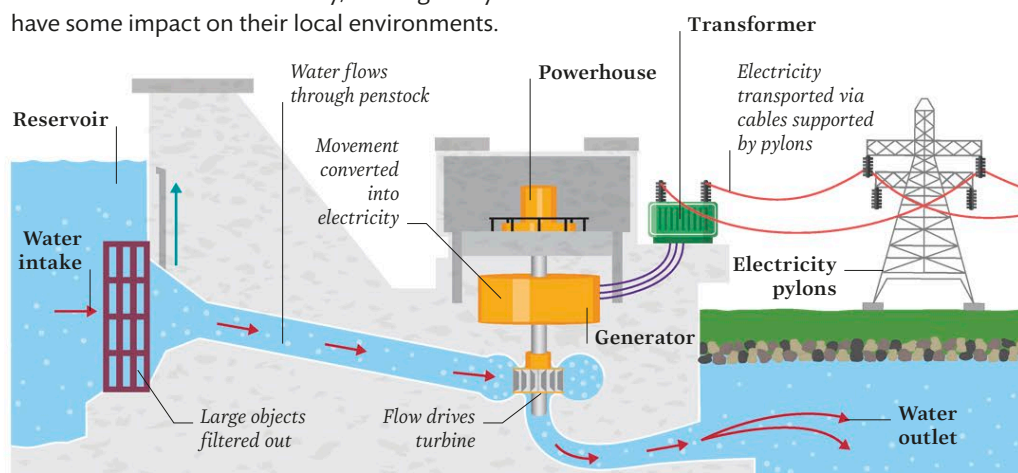 have some impact on their local environments.
Transformer
Water flows
through penstock
Powerhouse
Electricity
transported via
cables supported
by pylons
Reservoir
Movement
converted
into
electricity
Water
intake
Electricity
pylons
Generator
Large objects
filtered out
Flow drives
turbine
Water
outlet